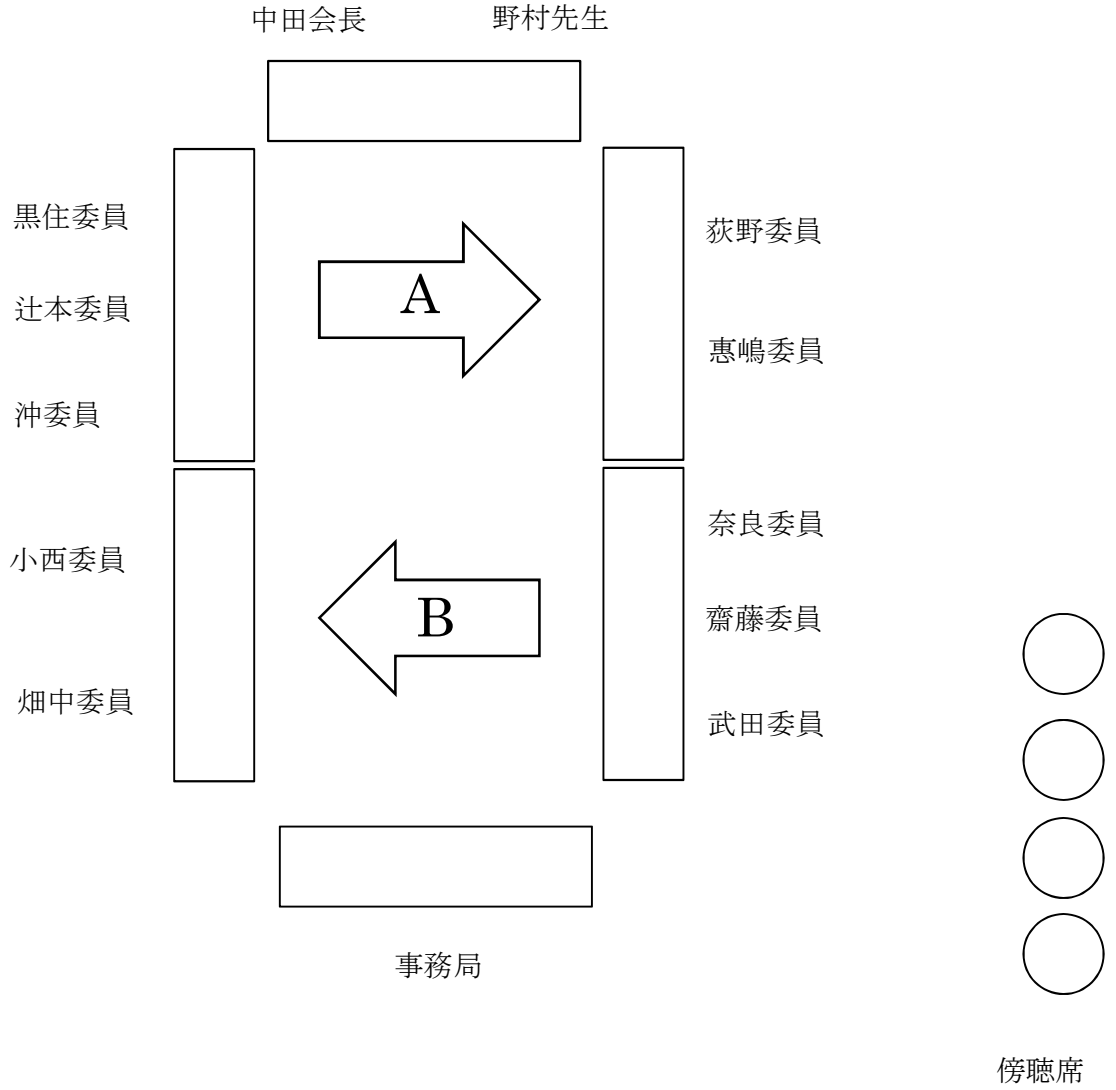 中田会長
野村先生
黒住委員
荻野委員
A
辻本委員
惠嶋委員
沖委員
奈良委員
小西委員
B
齋藤委員
畑中委員
武田委員
事務局
傍聴席